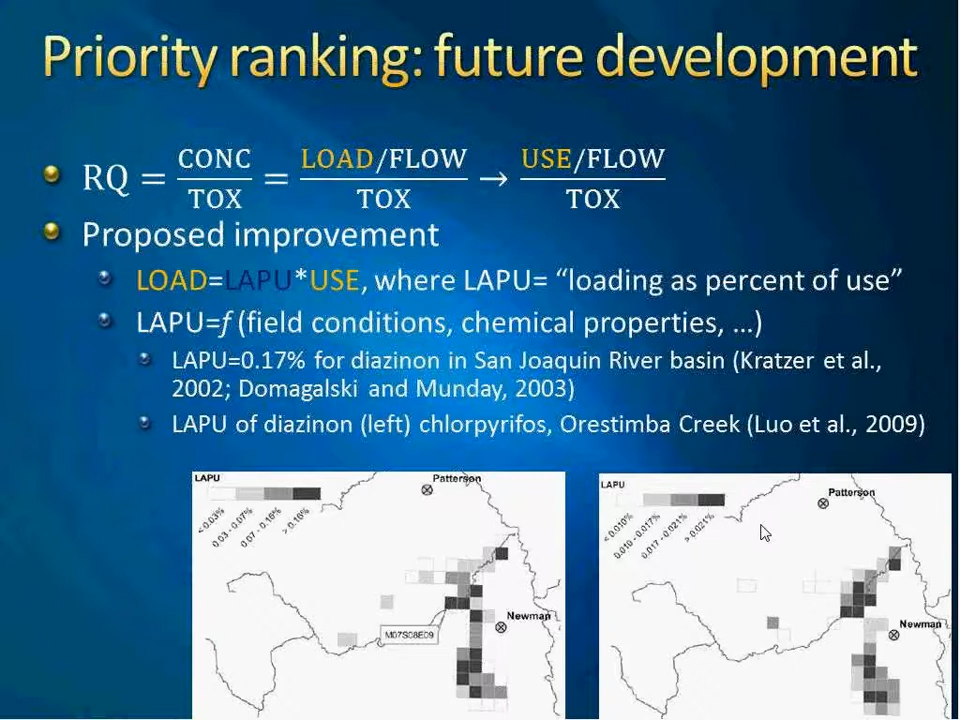 Priority ranking: future development
RQ = CONC/TOX = LOAD/FLOW/TOX → USE/FLOW/TOX
Proposed improvement
LOAD=LAPU*USE, where LAPU= “loading as percent of use”
LAPU=f (field conditions, chemical properties, …)
LAPU=0.17% for diazinon in San Joaquin River basin (Kratzer et al.,
2002; Domagalski and Munday, 2003)
LAPU of diazinon (left) chlorpyrifos, Orestimba Creek (Luo et al., 2009)
LAPU
< 0.03%
0.03 - 0.07%
0.07 - 0.16%
> 0.16%
Patterson
Newman
M07S08E09
LAPU
< 0.010%
0.010 - 0.017%
0.017 - 0.021%
> 0.021%
Patterson
Newman